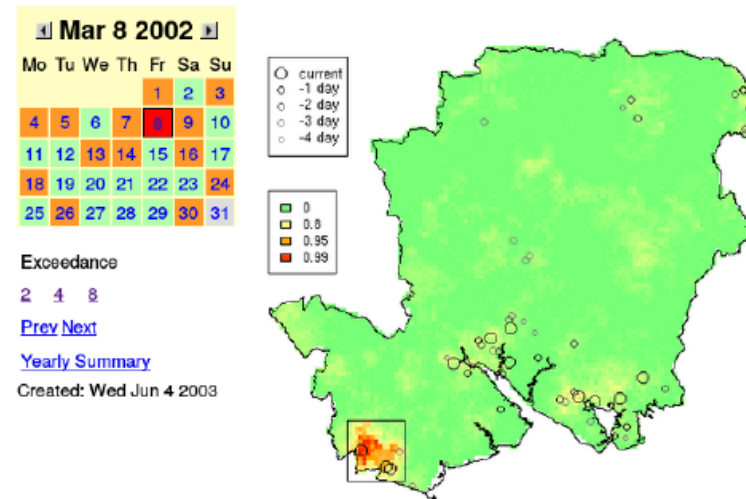 Mar 8 2002
Mo Tu We Th Fr Sa Su
1 2 3
4 5 6 7 8 9 10
11 12 13 14 15 16 17
18 19 20 21 22 23 24
25 26 27 28 29 30 31
Exceedance
2 4 8
Prev Next
Yearly Summary
Created: Wed Jun 4 2003
current
-1 day
-2 day
-3 day
-4 day
0
0.8
0.95
0.99